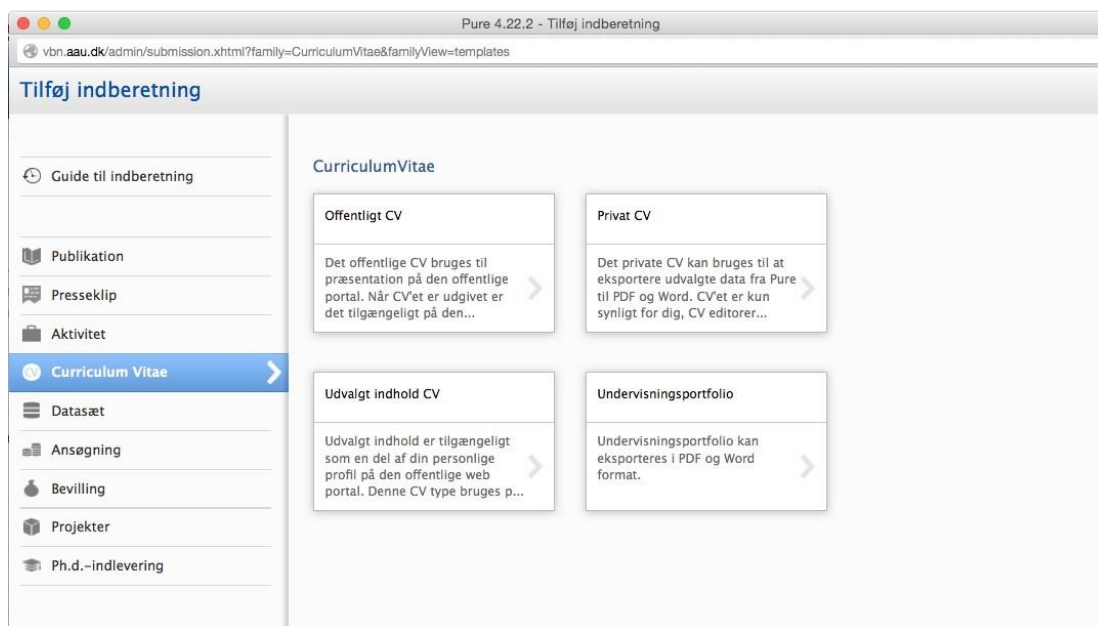 Pure 4.22.2 - Tilføj indberetning
vbn.aau.dk/admin/submission.xhtml?family=CurriculumVitae&familyView=templates
Tilføj indberetning
Guide til indberetning
Publikation
Presseklip
Aktivitet
CV
Curriculum Vitae
Datasæt
Ansøgning
Bevilling
Projekter
Ph.d.-indlevering
CurriculumVitae
Offentligt CV
Det offentlige CV bruges til
præsentation på den offentlige
portal. Når CV'et er udgivet er
det tilgængeligt på den...
Privat CV
Det private CV kan bruges til at
eksportere udvalgte data fra Pure
til PDF og Word. CV'et er kun
synligt for dig, CV editorer...
Udvalgt indhold CV
Udvalgt indhold er tilgængeligt
som en del af din personlige
profil på den offentlige web
portal. Denne CV type bruges p...
Undervisningsportfolio
Undervisningsportfolio kan
eksporteres i PDF og Word
format.